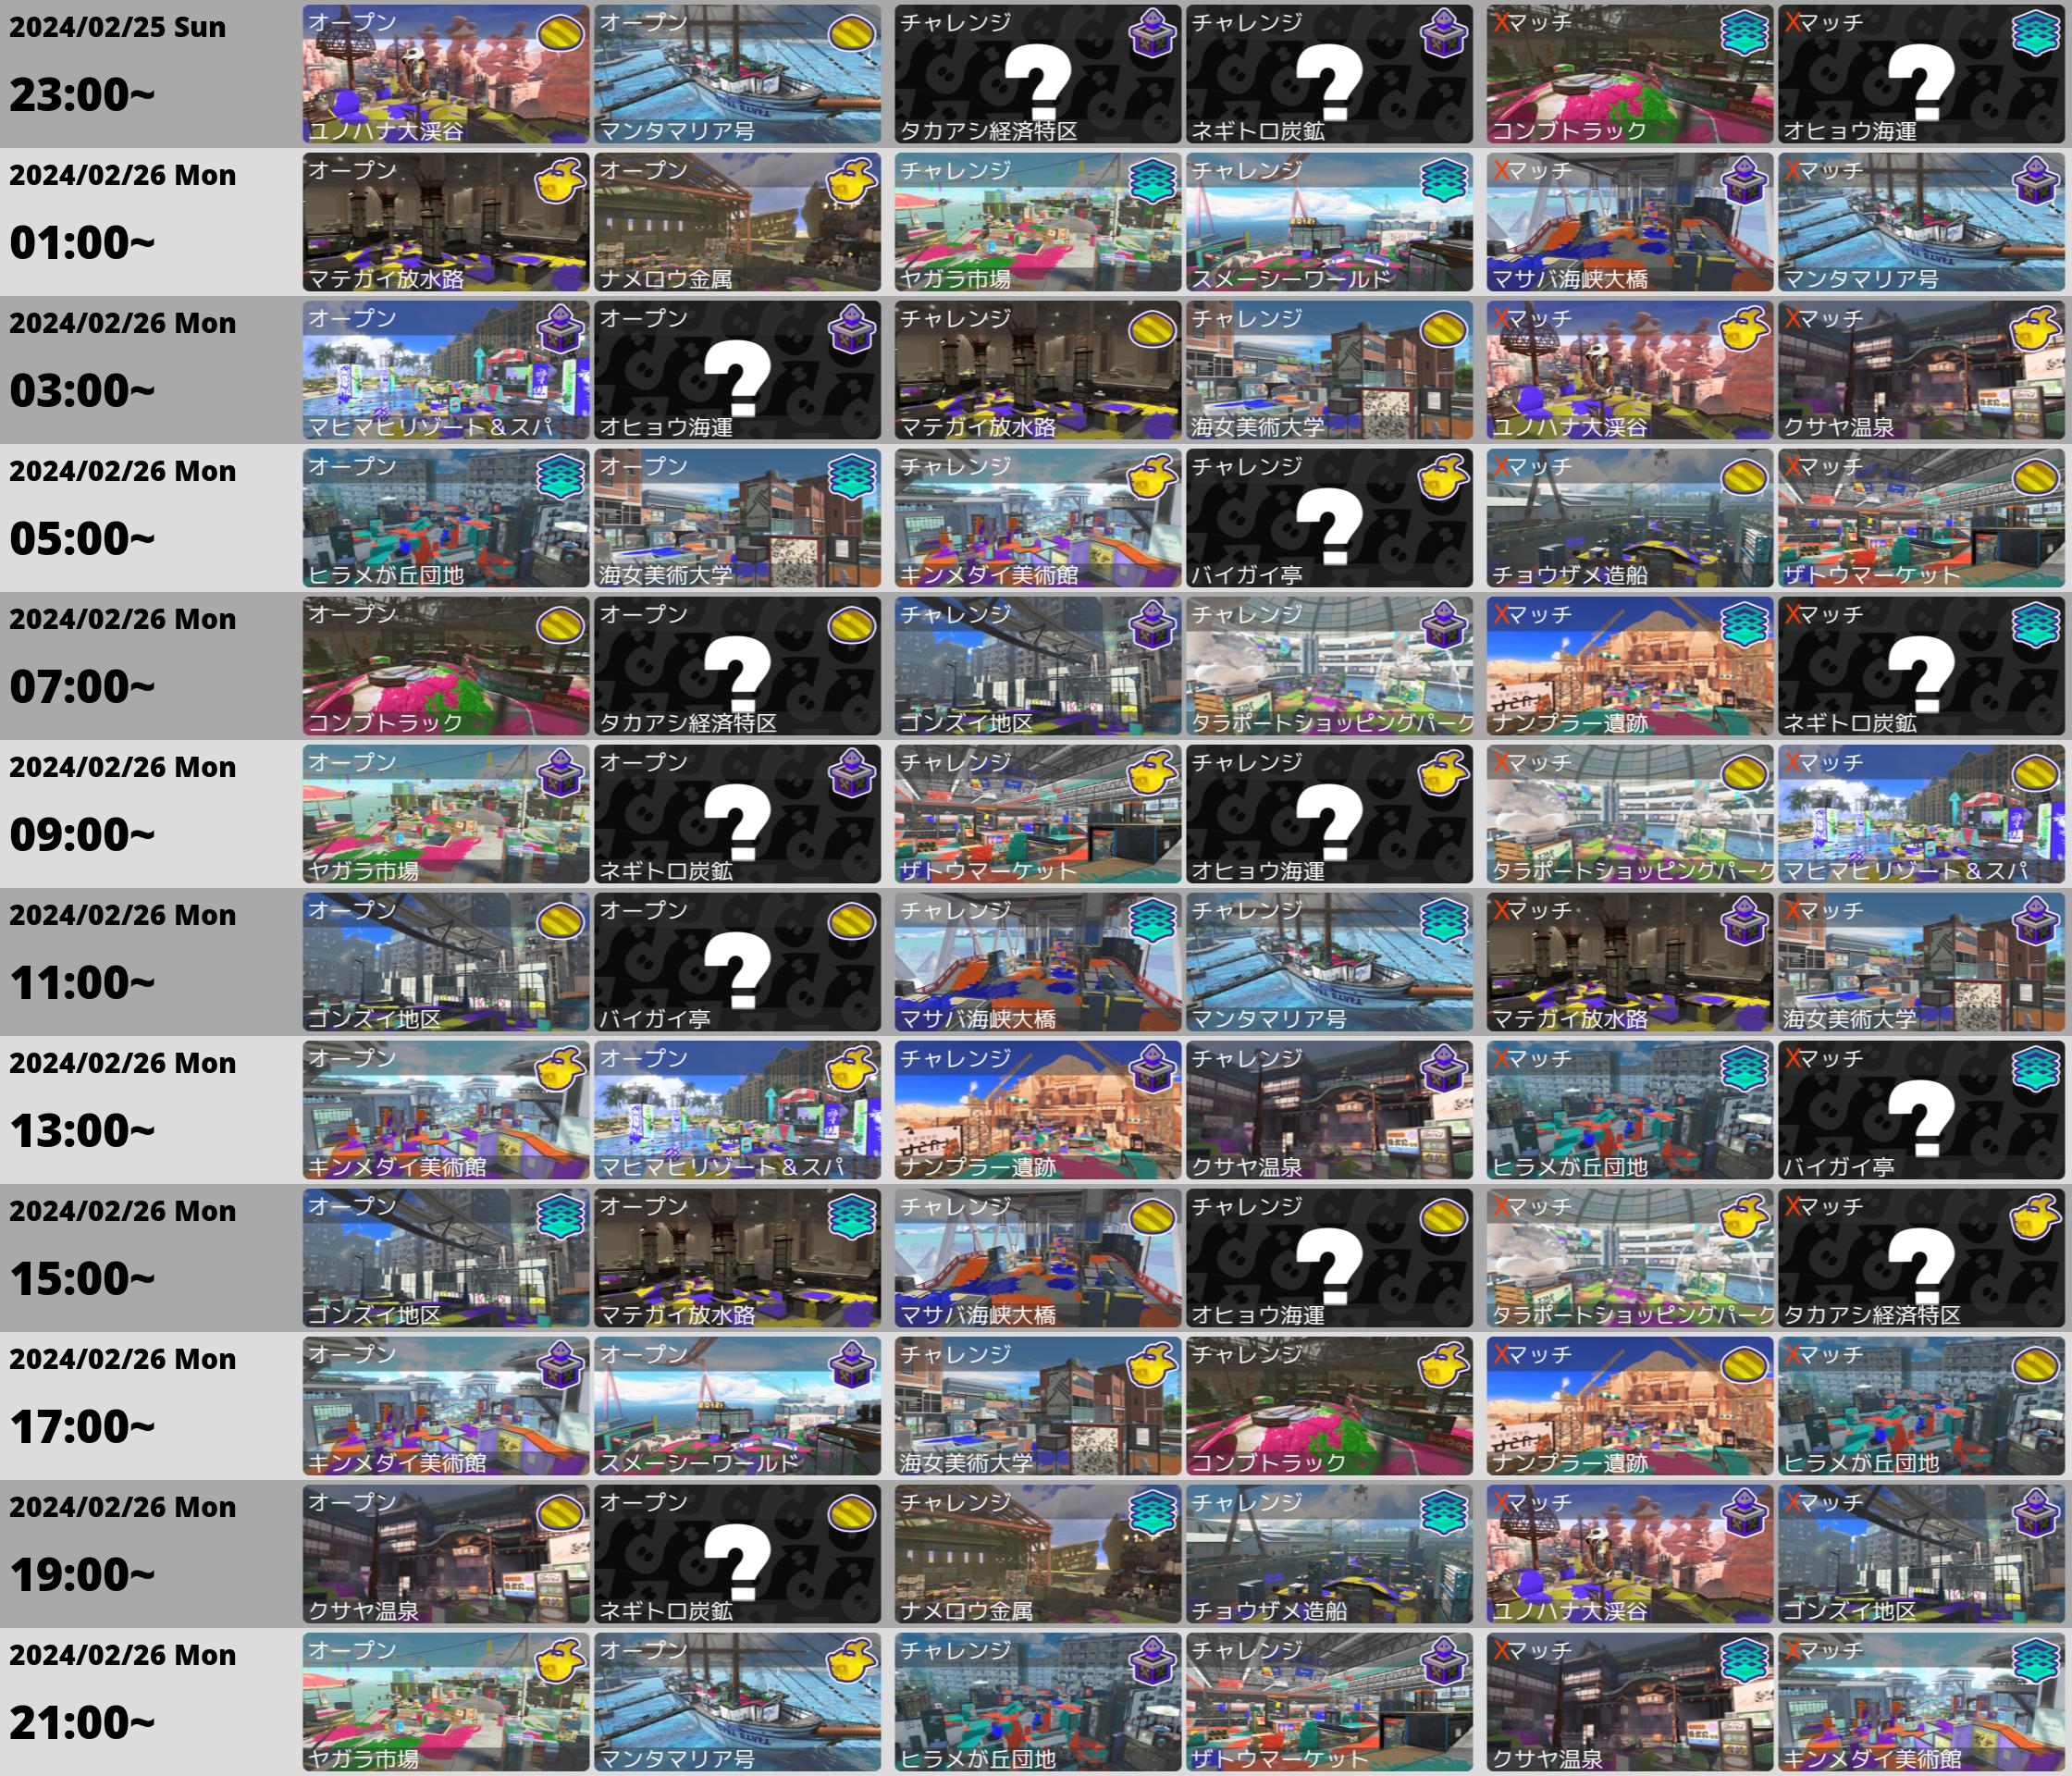 2024/02/25 Sun
23:00~
オープン
ユノハナ大渓谷
オープン
マンタマリア号
チャレンジ
?
タカアシ経済特区
チャレンジ
?
ネギトロ炭鉱
Xマッチ
コンブトラック
Xマッチ
?
オヒョウ海運
2024/02/26 Mon
01:00~
オープン
マテガイ放水路
オープン
ナメロウ金属
チャレンジ
ヤガラ市場
チャレンジ
スメーシーワールド
Xマッチ
マサバ海峡大橋
Xマッチ
マンタマリア号
2024/02/26 Mon
03:00~
オープン
マヒマヒリゾート&スパ
オープン
?
オヒョウ海運
チャレンジ
マテガイ放水路
チャレンジ
海女美術大学
Xマッチ
ユノハナ大渓谷
Xマッチ
クサヤ温泉
2024/02/26 Mon
05:00~
オープン
ヒラメが丘団地
オープン
海女美術大学
チャレンジ
キンメダイ美術館
チャレンジ
?
バイガイ亭
Xマッチ
チョウザメ造船
Xマッチ
ザトウマーケット
2024/02/26 Mon
07:00~
オープン
コンブトラック
オープン
?
タカアシ経済特区
チャレンジ
ゴンズイ地区
チャレンジ
タラポートショッピングパーク
Xマッチ
ナンプラー遺跡
Xマッチ
?
ネギトロ炭鉱
2024/02/26 Mon
09:00~
オープン
ヤガラ市場
オープン
?
ネギトロ炭鉱
チャレンジ
ザトウマーケット
チャレンジ
?
オヒョウ海運
Xマッチ
タラポートショッピングパーク
Xマッチ
マヒマヒリゾート&スパ
2024/02/26 Mon
11:00~
オープン
ゴンズイ地区
オープン
?
バイガイ亭
チャレンジ
マサバ海峡大橋
チャレンジ
マンタマリア号
Xマッチ
マテガイ放水路
Xマッチ
海女美術大学
2024/02/26 Mon
13:00~
オープン
キンメダイ美術館
オープン
マヒマヒリゾート&スパ
チャレンジ
ナンプラー遺跡
チャレンジ
クサヤ温泉
Xマッチ
ヒラメが丘団地
Xマッチ
?
バイガイ亭
2024/02/26 Mon
15:00~
オープン
ゴンズイ地区
オープン
マテガイ放水路
チャレンジ
マサバ海峡大橋
チャレンジ
?
オヒョウ海運
Xマッチ
タラポートショッピングパーク
Xマッチ
?
タカアシ経済特区
2024/02/26 Mon
17:00~
オープン
キンメダイ美術館
オープン
スメーシーワールド
チャレンジ
海女美術大学
チャレンジ
コンブトラック
Xマッチ
ナンプラー遺跡
Xマッチ
ヒラメが丘団地
2024/02/26 Mon
19:00~
オープン
クサヤ温泉
オープン
?
ネギトロ炭鉱
チャレンジ
ナメロウ金属
チャレンジ
チョウザメ造船
Xマッチ
ユノハナ大渓谷
Xマッチ
ゴンズイ地区
2024/02/26 Mon
21:00~
オープン
ヤガラ市場
オープン
マンタマリア号
チャレンジ
ヒラメが丘団地
チャレンジ
ザトウマーケット
Xマッチ
クサヤ温泉
Xマッチ
キンメダイ美術館